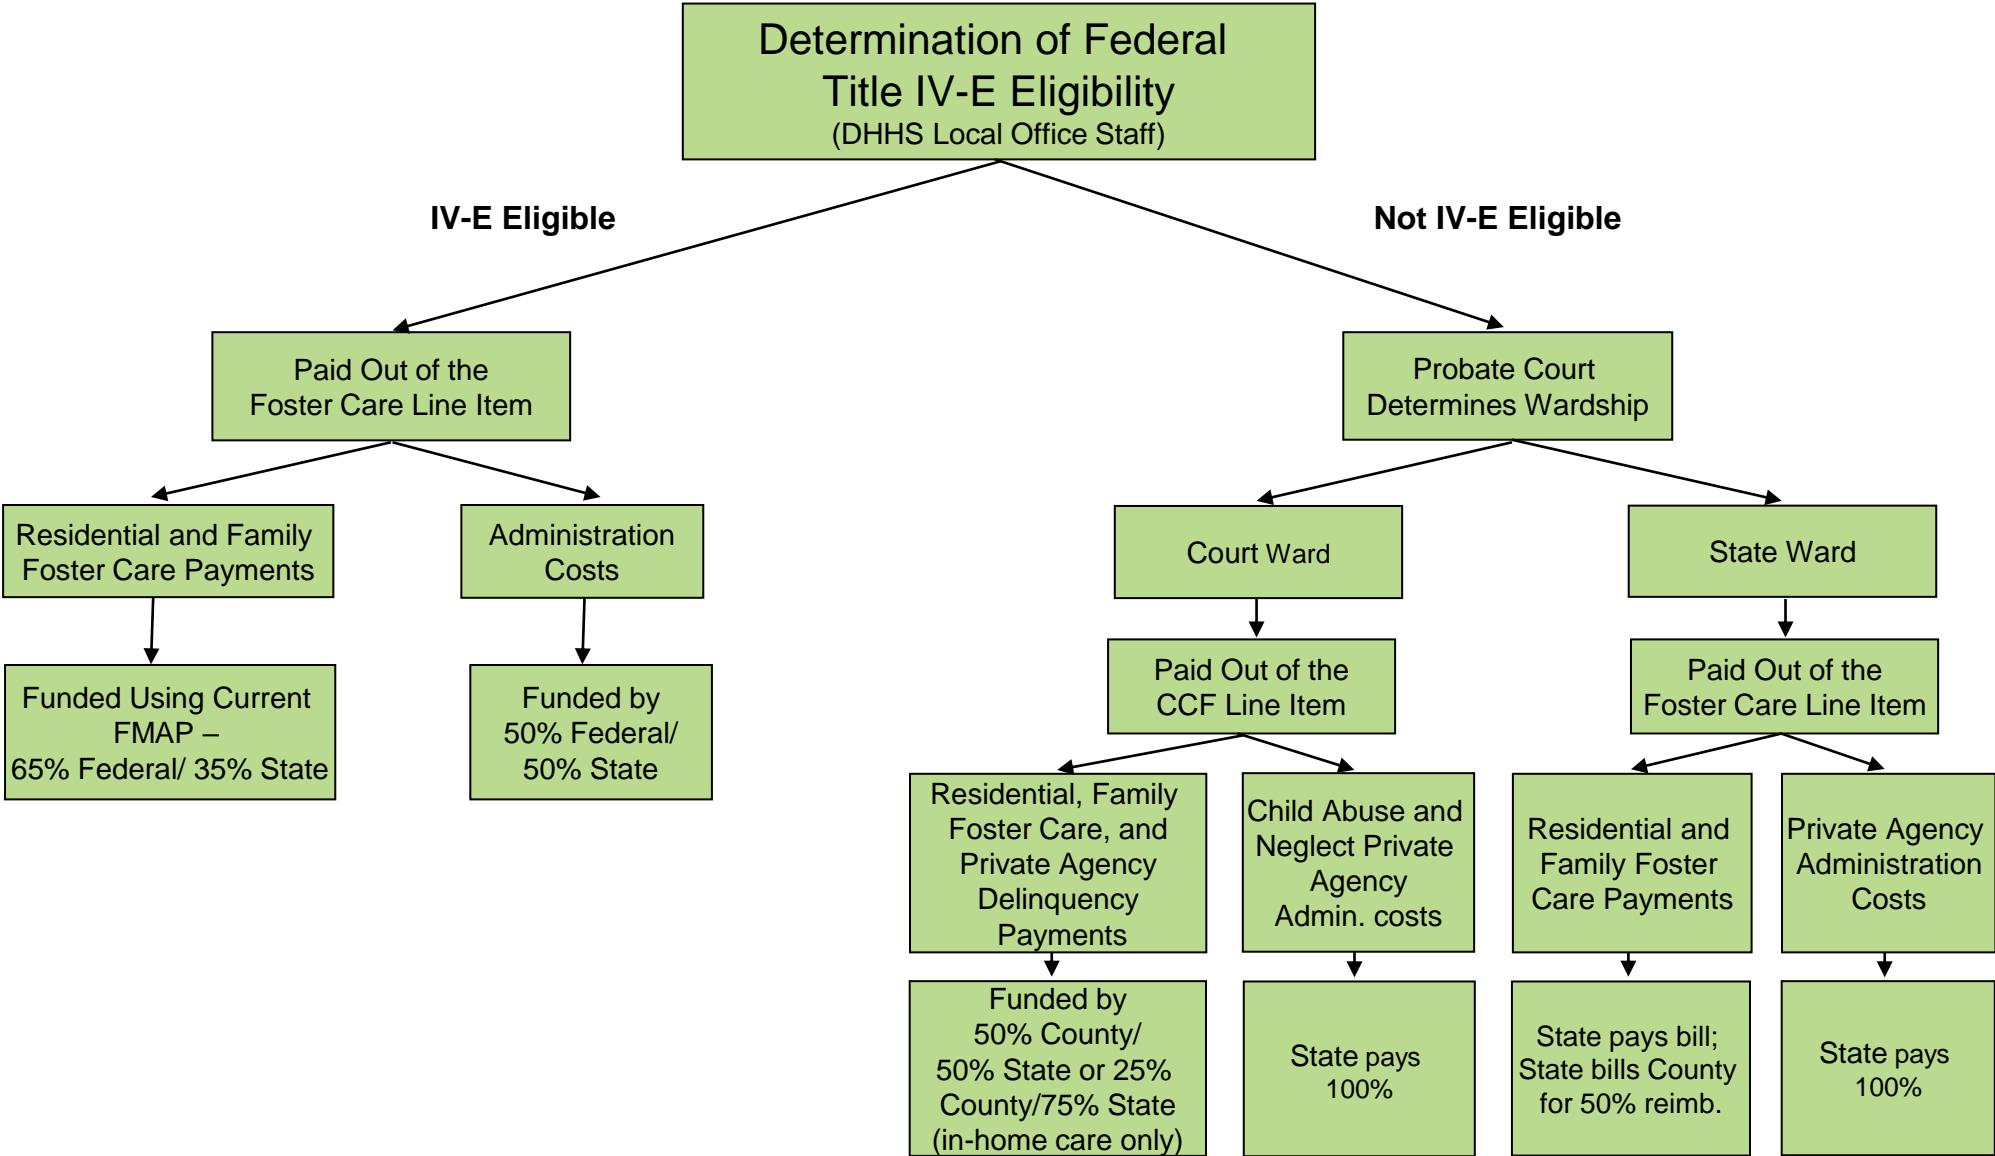 Determination of Federal
Title IV-E Eligibility
(DHHS Local Office Staff)
IV-E Eligible
Not IV-E Eligible
Paid Out of the
Foster Care Line Item
Probate Court
Determines Wardship
Residential and Family
Foster Care Payments
Administration
Costs
Court Ward
State Ward
Funded Using Current
FMAP –
65% Federal/ 35% State
Funded by
50% Federal/
50% State
Paid Out of the
CCF Line Item
Paid Out of the
Foster Care Line Item
Residential, Family
Foster Care, and
Private Agency
Delinquency
Payments
Child Abuse and
Neglect Private
Agency
Admin. costs
Residential and
Family Foster
Care Payments
Private Agency
Administration
Costs
Funded by
50% County/
50% State or 25%
County/75% State
(in-home care only)
State pays
100%
State pays bill;
State bills County
for 50% reimb.
State pays
100%